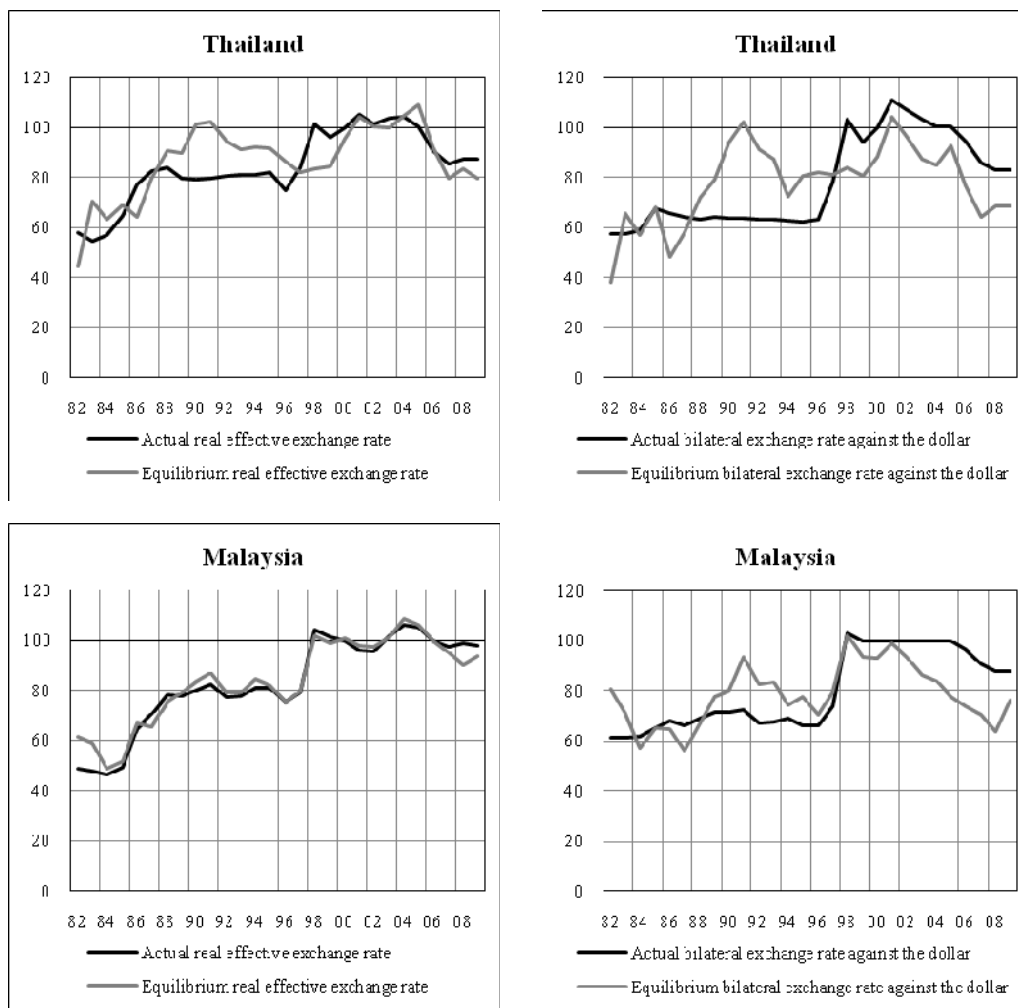 Thailand
120
100
80
60
40
20
0
82 84 86 88 90 92 94 96 98 00 02 04 06 08
Actual real effective exchange rate
Equilibrium real effective exchange rate
Thailand
120
100
80
60
40
20
0
82 84 86 88 90 92 94 96 98 00 02 04 06 08
Actual bilateral exchange rate against the dollar
Equilibrium bilateral exchange rate against the dollar
Malaysia
120
100
80
60
40
20
0
82 84 86 88 90 92 94 96 98 00 02 04 06 08
Actual real effective exchange rate
Equilibrium real effective exchange rate
Malaysia
120
100
80
60
40
20
0
82 84 86 88 90 92 94 96 98 00 02 04 06 08
Actual bilateral exchange rate against the dollar
Equilibrium bilateral exchange rate against the dollar